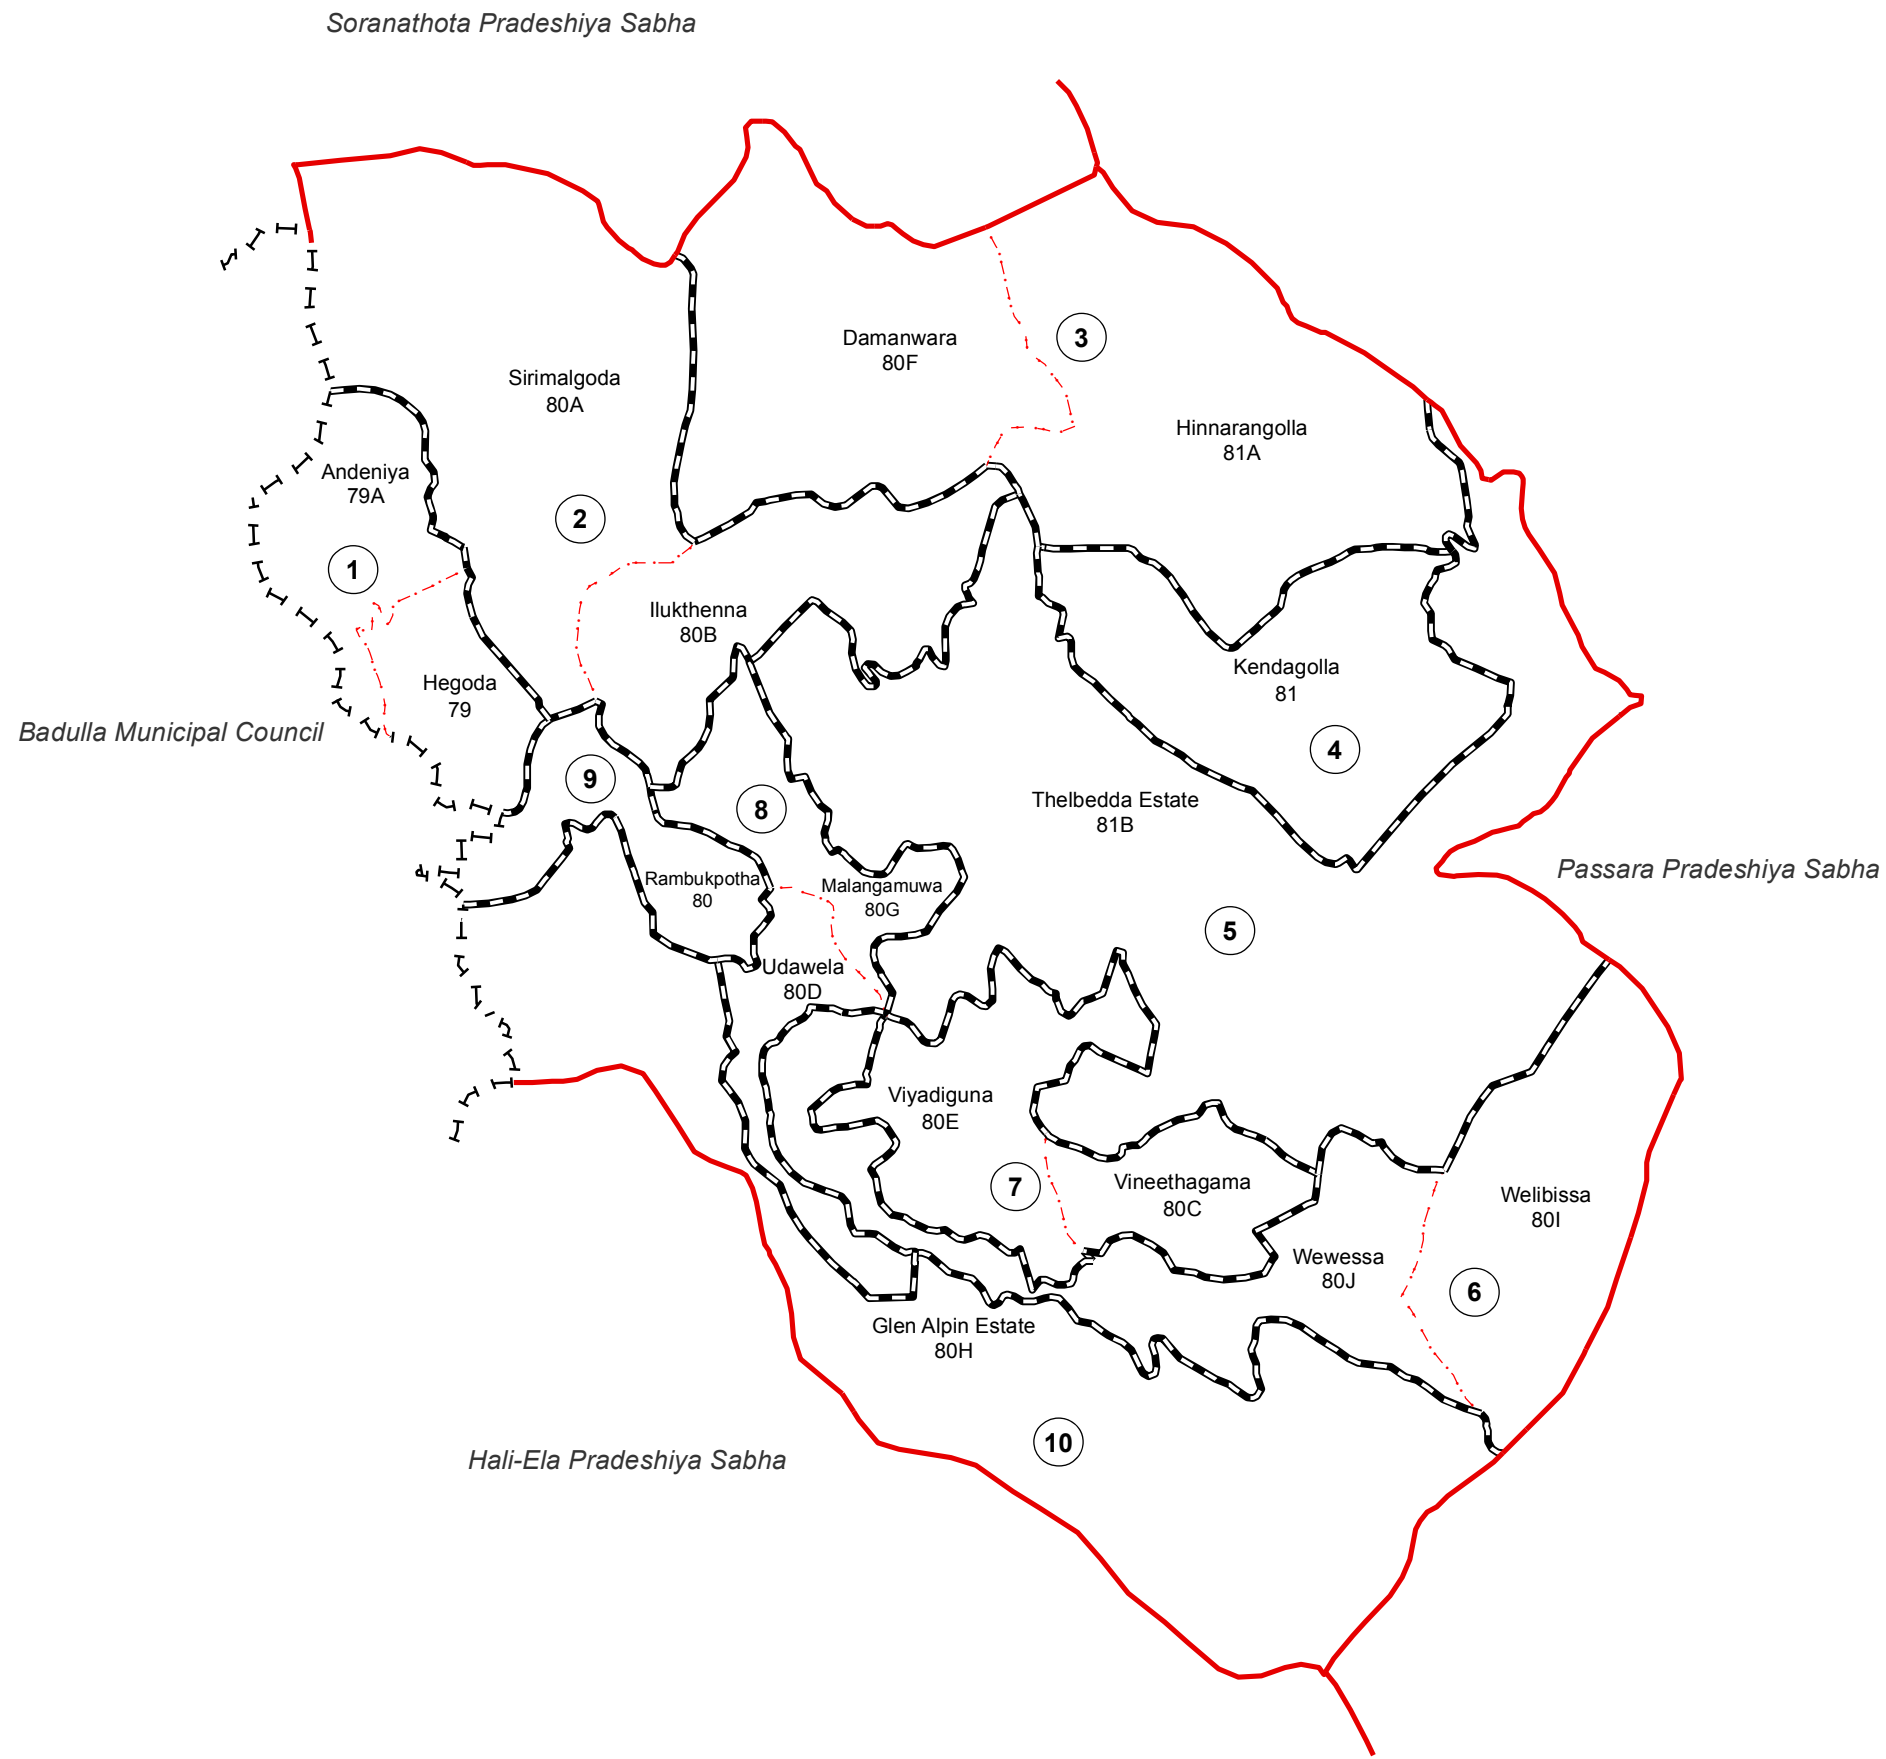 Soranathota Pradeshiya Sabha
Damanwara
80F
3
Sirimalgoda
80A
Hinnarangolla
81A
Andeniya
79A
2
1
Ilukthenna
80B
Kendagolla
81
Hegoda
79
Badulla Municipal Council
4
9
8
Thelbedda Estate
81B
Passara Pradeshiya Sabha
Rambukpotha
80
Malangamuwa
80G
5
Udawela
80D
Viyadiguna
80E
7
Vineethagama
80C
Welibissa
80I
Wewessa
80J
6
Glen Alpin Estate
80H
10
Hali-Ela Pradeshiya Sabha